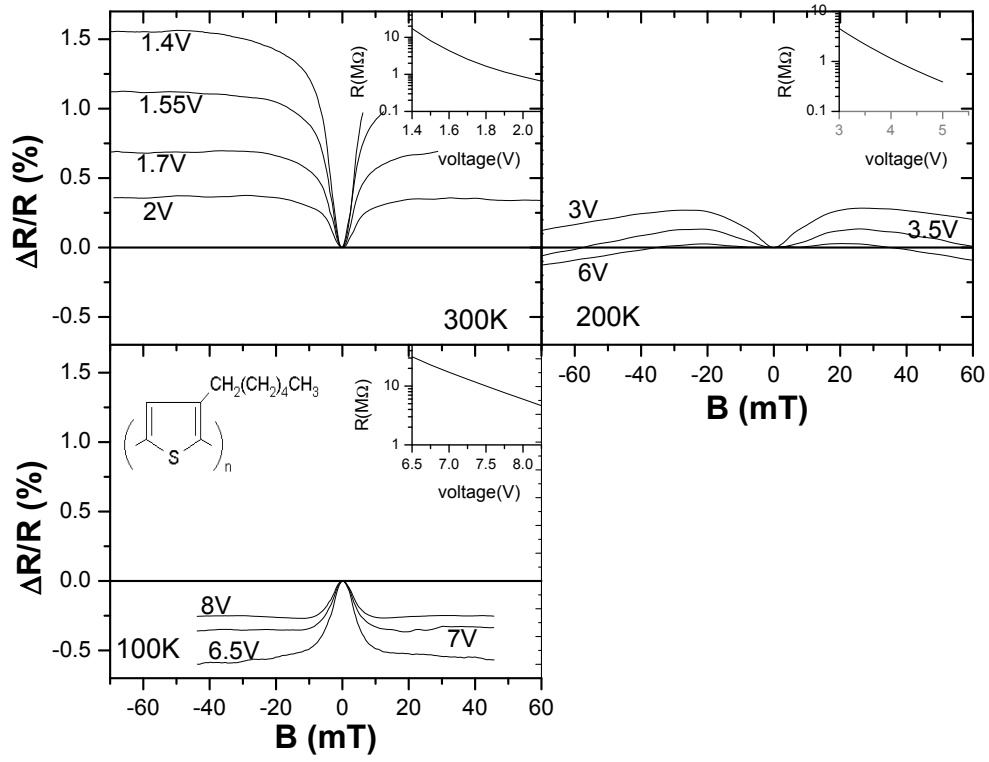 1.5
1.0
0.5
0.0
-0.5
ΔR/R (%)
1.4V
1.55V
1.7V
2V
300K
R(MΩ)
10
1
0.1
1.4 1.6 1.8 2.0
voltage(V)
3V
3.5V
6V
200K
R(MΩ)
10
1
0.1
3 4 5
voltage(V)
-60 -40 -20 0 20 40 60
B (mT)
1.5
1.0
0.5
0.0
-0.5
ΔR/R (%)
CH2(CH2)4CH3
S
( )n
R(MΩ)
10
1
6.5 7.0 7.5 8.0
voltage(V)
8V
7V
6.5V
100K
-60 -40 -20 0 20 40 60
B (mT)